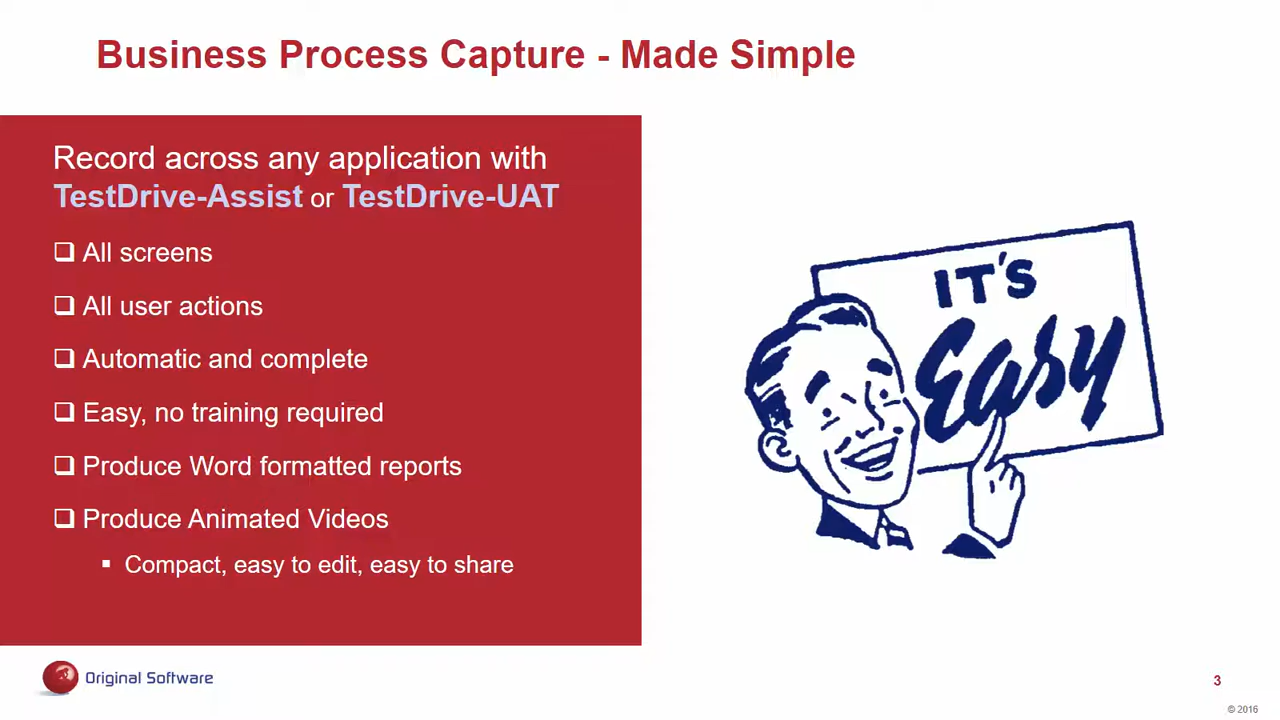 Business Process Capture - Made Simple
Record across any application with
TestDrive-Assist or TestDrive-UAT
❑ All screens
❑ All user actions
❑ Automatic and complete
❑ Easy, no training required
❑ Produce Word formatted reports
❑ Produce Animated Videos
▪ Compact, easy to edit, easy to share
IT'S
Easy
Original Software
3
© 2016